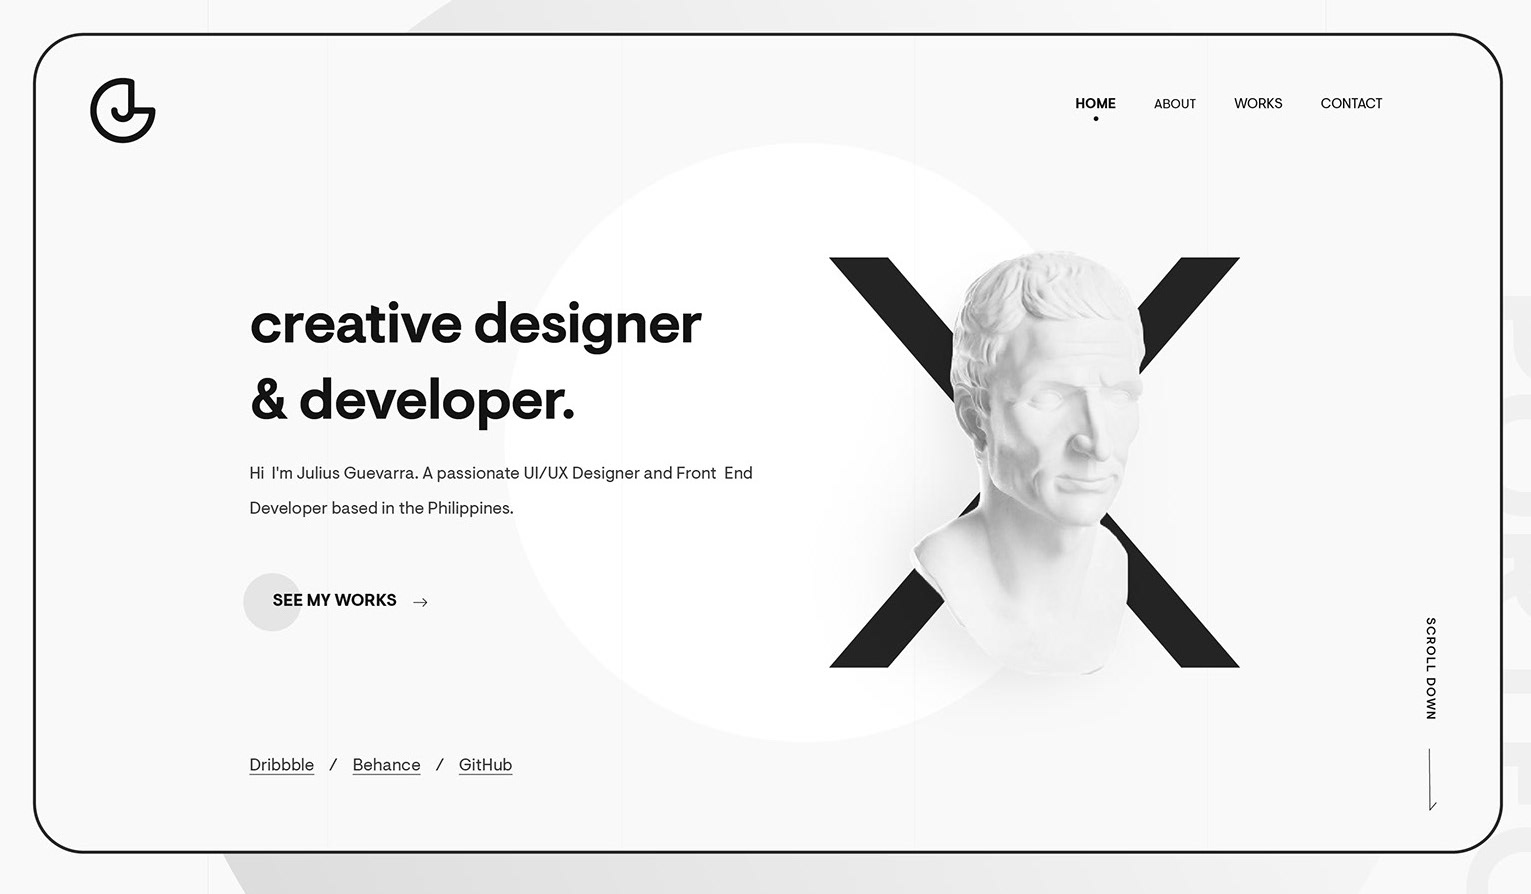 HOME ABOUT WORKS CONTACT
creative designer
& developer.
Hi I'm Julius Guevarra. A passionate UI/UX Designer and Front End
Developer based in the Philippines.
SEE MY WORKS →
X
SCROLL DOWN
Dribbble / Behance / GitHub